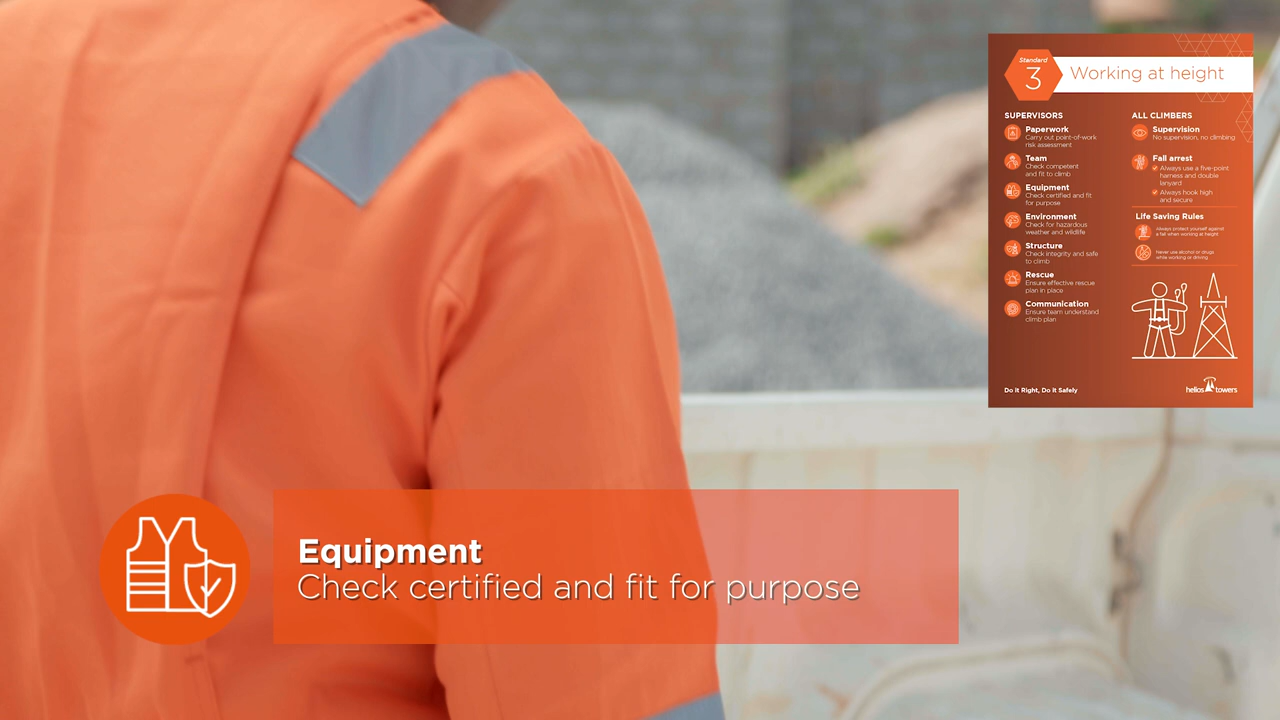 Standard
3
Working at height
SUPERVISORS
Paperwork
Carry out point-of-work
risk assessment
Team
Check competent
and fit to climb
Equipment
Check certified and fit
for purpose
Environment
Check for hazardous
weather and wildlife
Structure
Check integrity and safe
to climb
Rescue
Ensure effective rescue
plan in place
Communication
Ensure team understand
climb plan
ALL CLIMBERS
Supervision
No supervision, no climbing
Fall arrest
Always use a five-point
harness and double
lanyard
Always hook high
and secure
Life Saving Rules
Always protect yourself against
a fall when working at height
Never use alcohol or drugs
while working or driving
Do it Right, Do it Safely
helios towers
Equipment
Check certified and fit for purpose